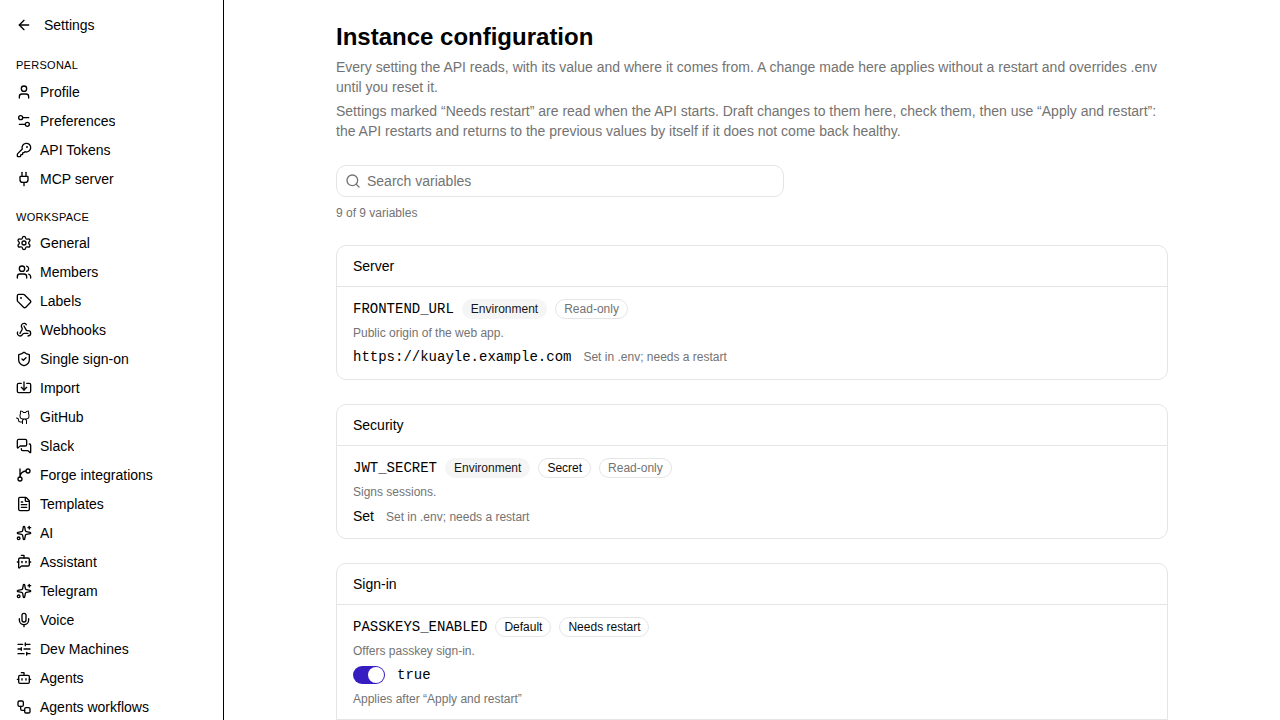 Settings
PERSONAL
Profile
Preferences
API Tokens
MCP server
WORKSPACE
General
Members
Labels
Webhooks
Single sign-on
Import
GitHub
Slack
Forge integrations
Templates
AI
Assistant
Telegram
Voice
Dev Machines
Agents
Agents workflows
Instance configuration
Every setting the API reads, with its value and where it comes from. A change made here applies without a restart and overrides .env
until you reset it.
Settings marked “Needs restart” are read when the API starts. Draft changes to them here, check them, then use “Apply and restart”:
the API restarts and returns to the previous values by itself if it does not come back healthy.
Search variables
9 of 9 variables
Server
FRONTEND_URL Environment Read-only
Public origin of the web app.
https://kuayle.example.com Set in .env; needs a restart
Security
JWT_SECRET Environment Secret Read-only
Signs sessions.
Set Set in .env; needs a restart
Sign-in
PASSKEYS_ENABLED Default Needs restart
Offers passkey sign-in.
true
Applies after “Apply and restart”